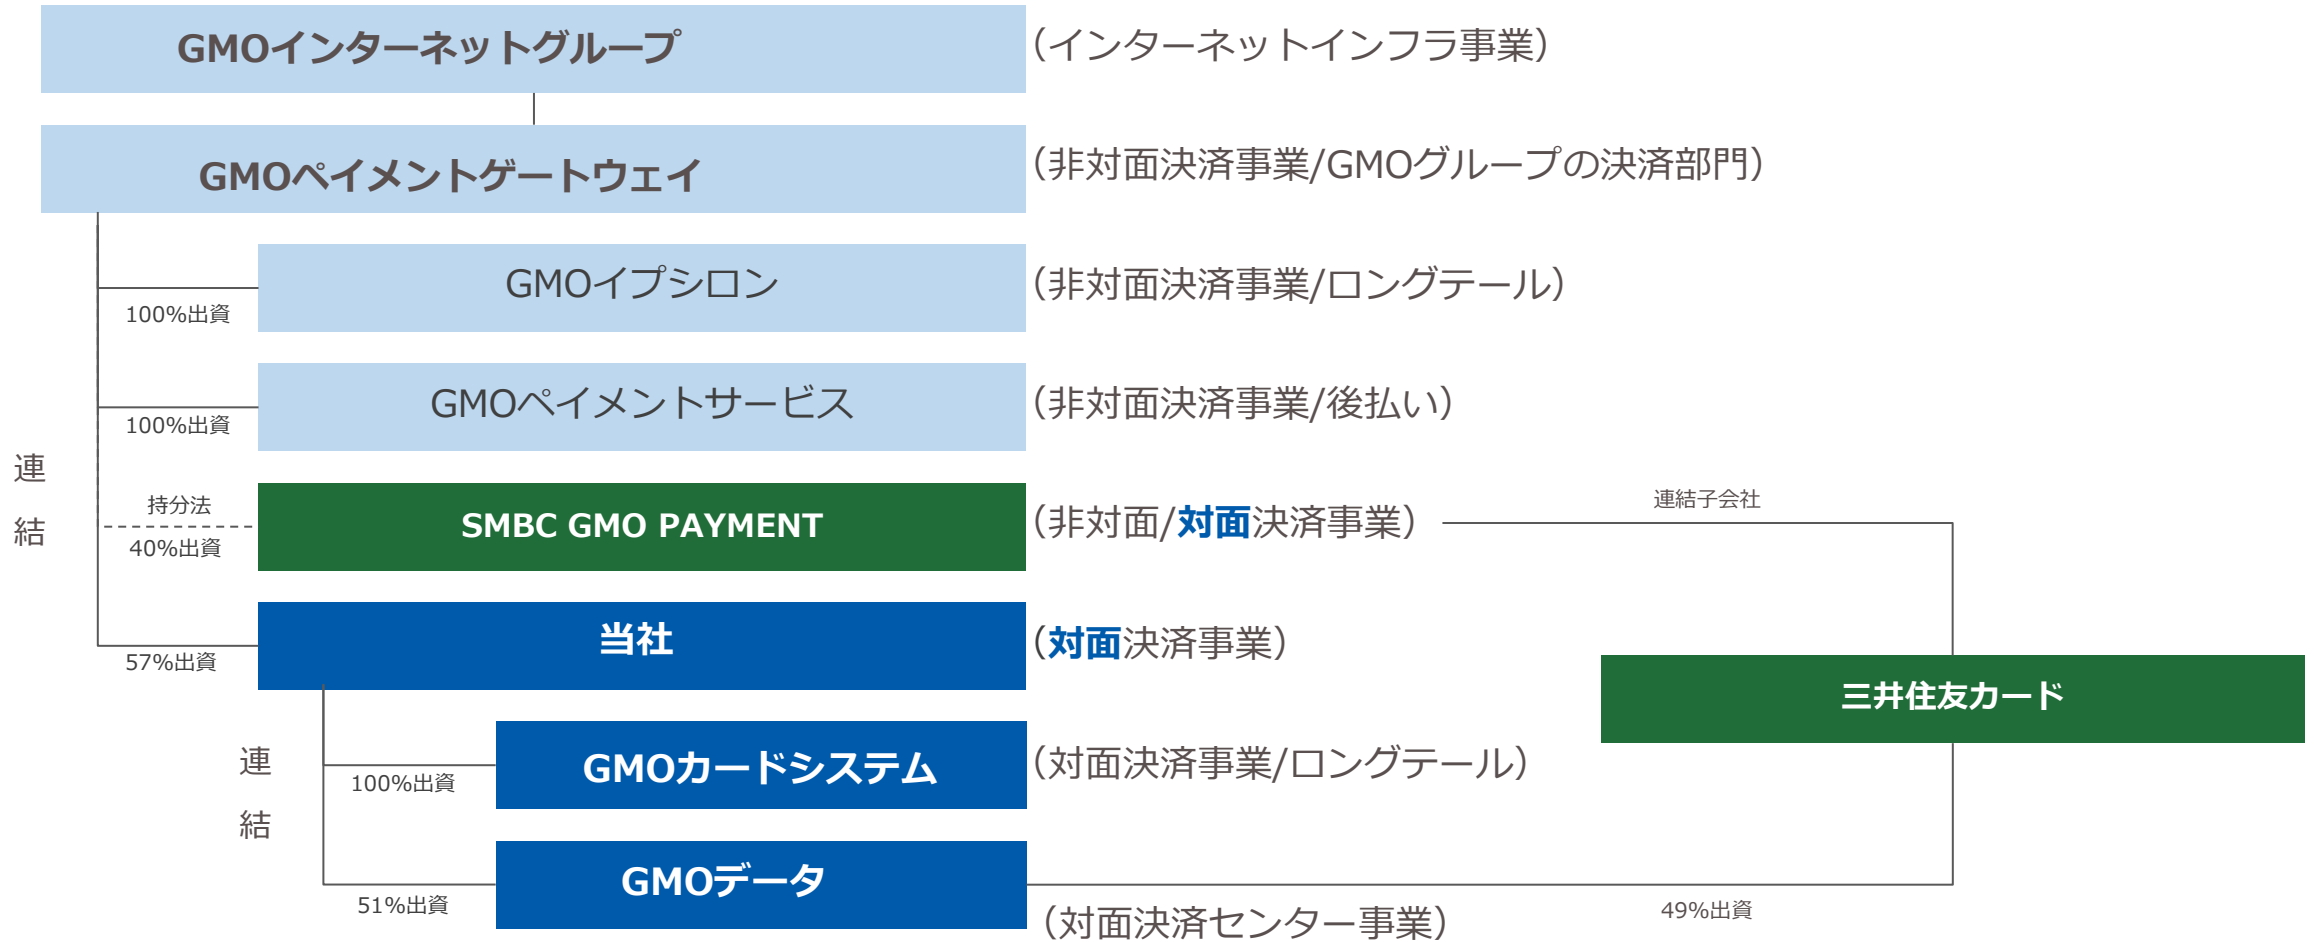 GMOインターネットグループ
(インターネットインフラ事業)
GMOペイメントゲートウェイ
(非対面決済事業/GMOグループの決済部門)
GMOイプシロン
(非対面決済事業/ロングテール)
100%出資
GMOペイメントサービス
(非対面決済事業/後払い)
100%出資
連
結
持分法
40%出資
SMBC GMO PAYMENT
(非対面/対面決済事業)
連結子会社
当社
(対面決済事業)
57%出資
三井住友カード
連
結
GMOカードシステム
(対面決済事業/ロングテール)
100%出資
GMOデータ
51%出資
(対面決済センター事業)
49%出資